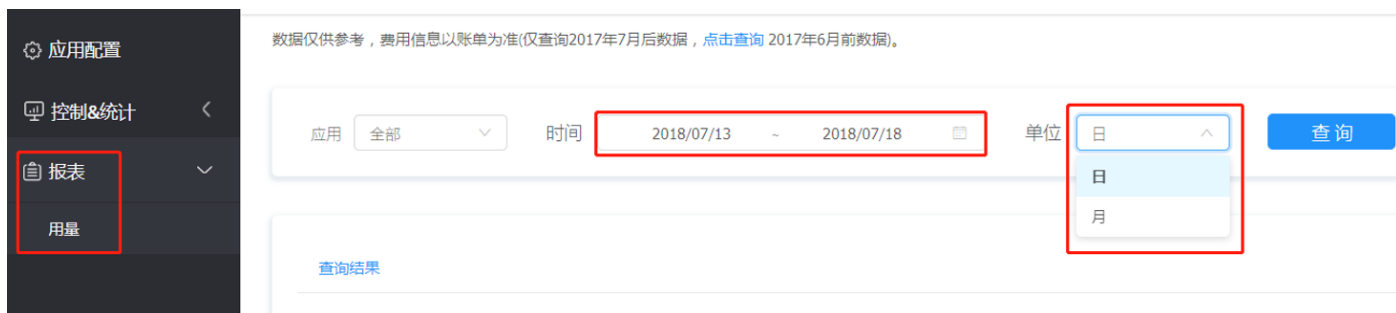 应用配置
控制&统计
报表
用量
数据仅供参考，费用信息以账单为准(仅查询2017年7月后数据，点击查询 2017年6月前数据)。
应用 全部 时间 2018/07/13 ~ 2018/07/18 单位 日 查询
日
月
查询结果